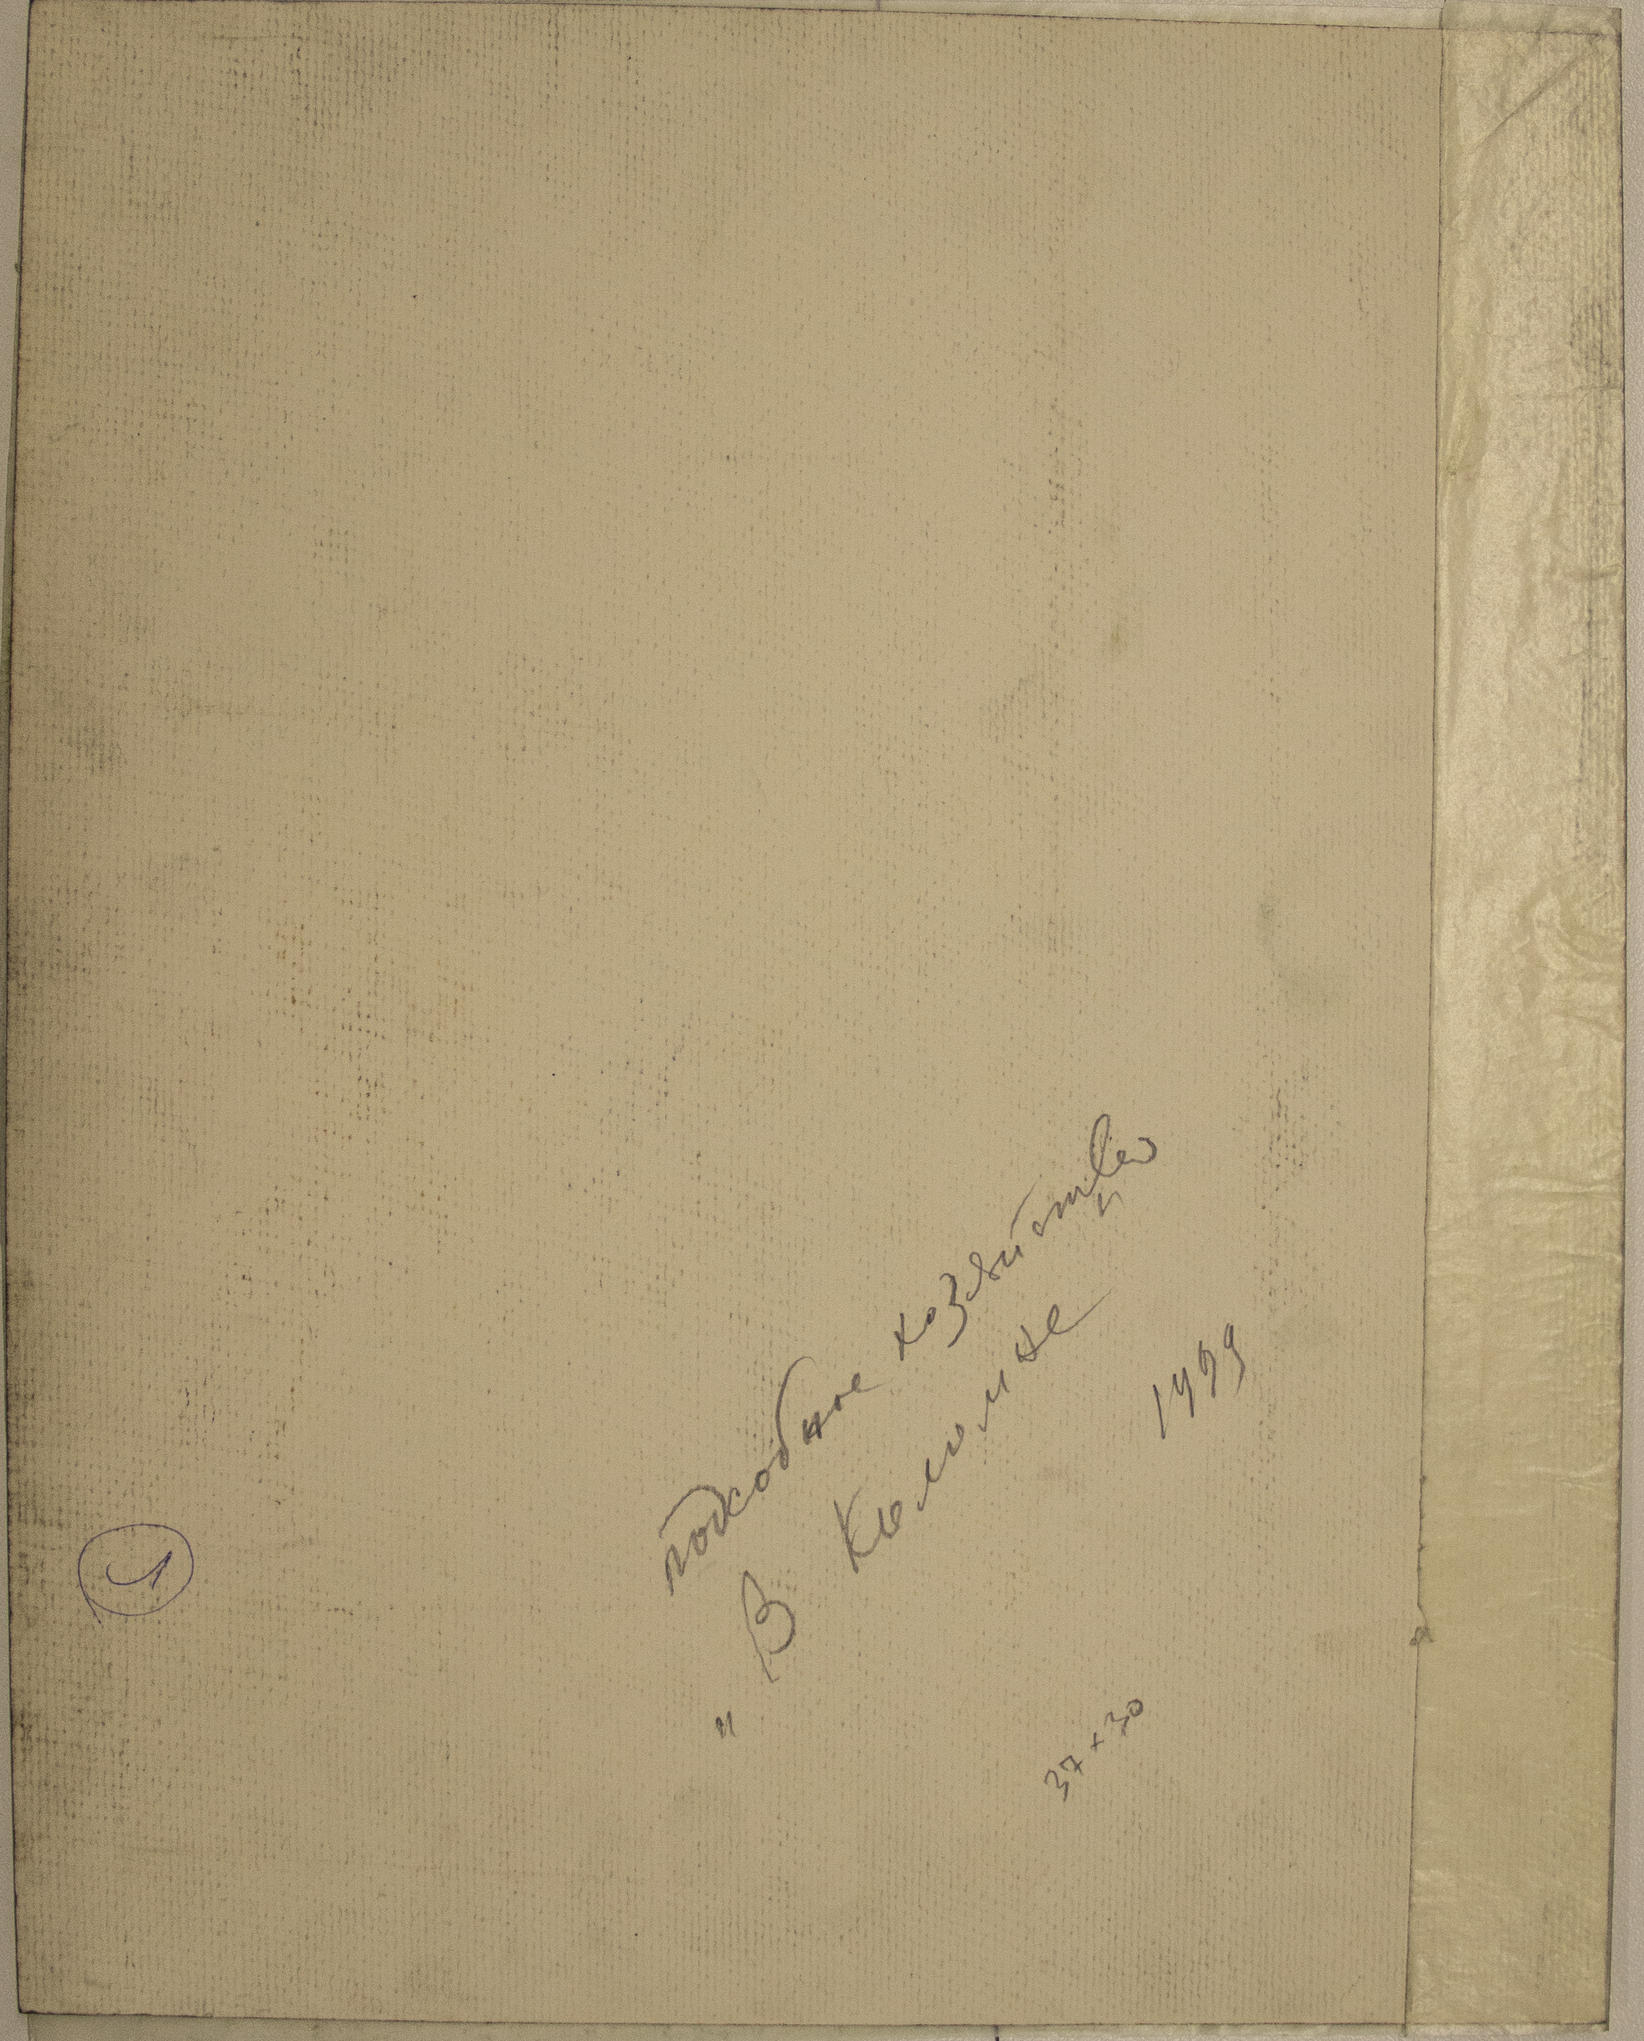 подсобное хозяйство
„В Коломне"
1999
37 × 30
1